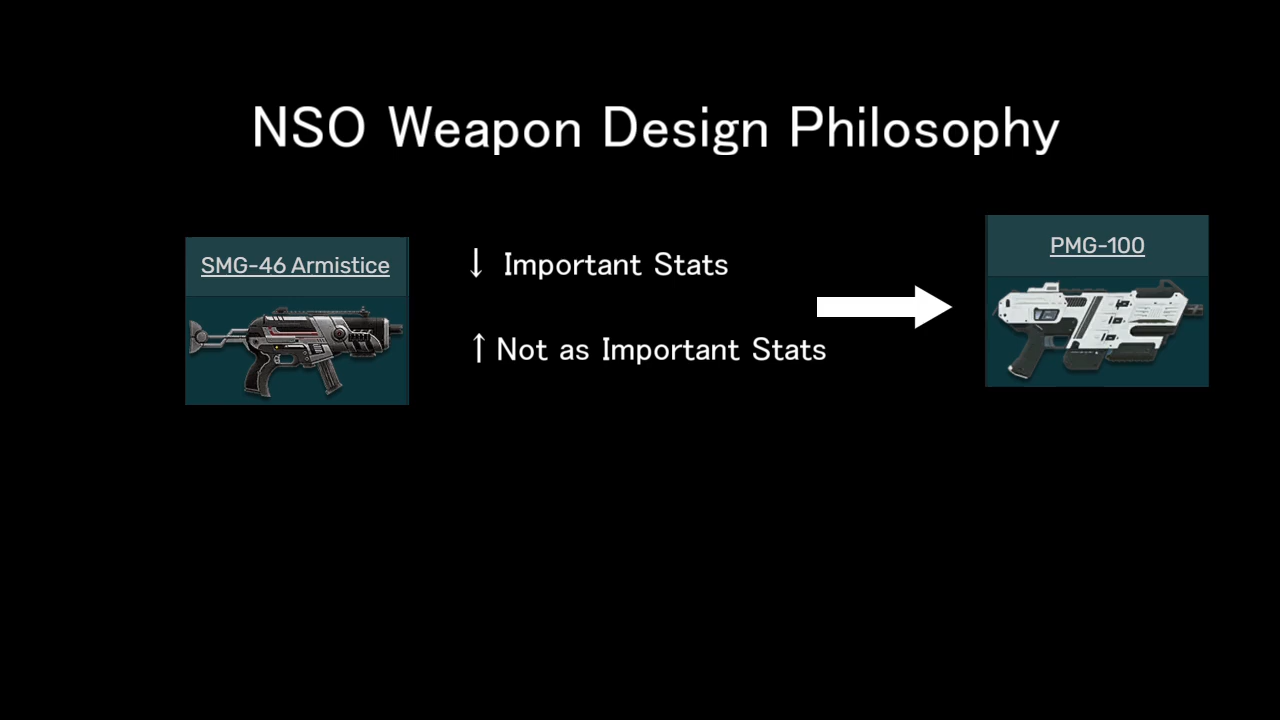 NSO Weapon Design Philosophy
SMG-46 Armistice
↓ Important Stats
↑ Not as Important Stats
PMG-100